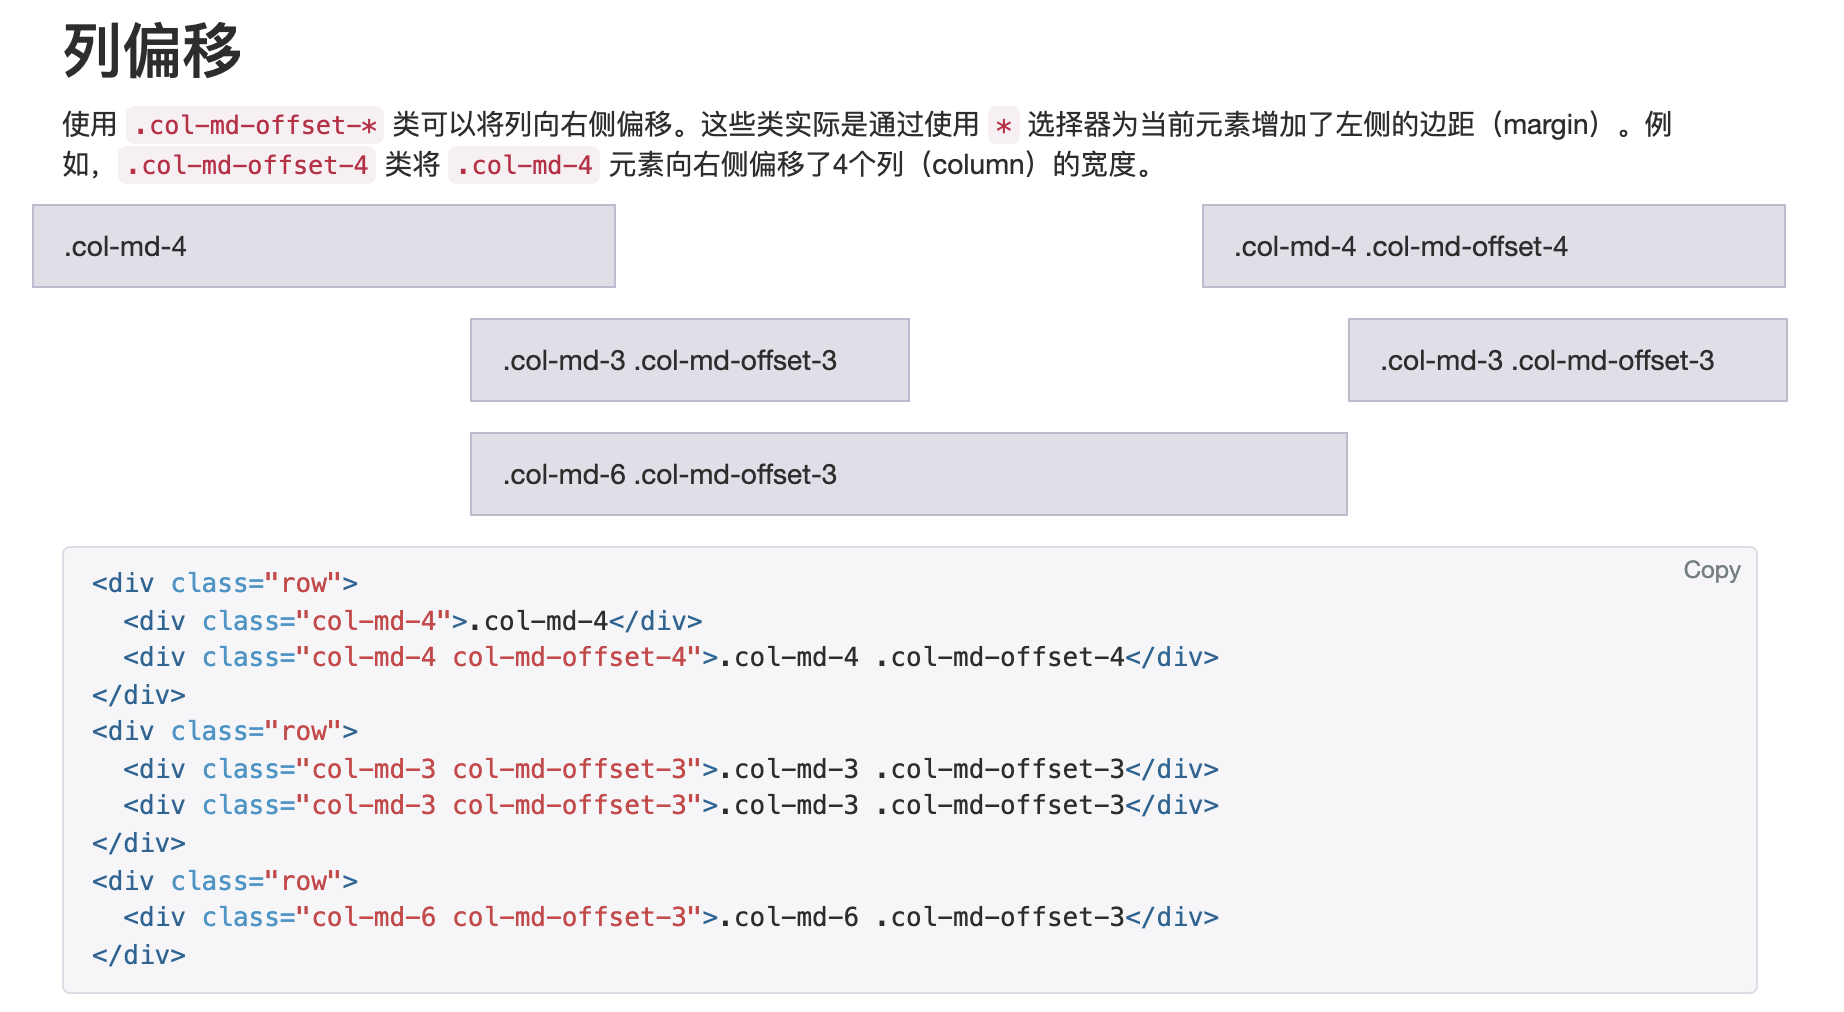 列偏移
使用 .col-md-offset-* 类可以将列向右侧偏移。这些类实际是通过使用 * 选择器为当前元素增加了左侧的边距（margin）。例
如，.col-md-offset-4 类将 .col-md-4 元素向右侧偏移了4个列（column）的宽度。
.col-md-4
.col-md-4 .col-md-offset-4
.col-md-3 .col-md-offset-3
.col-md-3 .col-md-offset-3
.col-md-6 .col-md-offset-3
Copy
<div class="row">
  <div class="col-md-4">.col-md-4</div>
  <div class="col-md-4 col-md-offset-4">.col-md-4 .col-md-offset-4</div>
</div>
<div class="row">
  <div class="col-md-3 col-md-offset-3">.col-md-3 .col-md-offset-3</div>
  <div class="col-md-3 col-md-offset-3">.col-md-3 .col-md-offset-3</div>
</div>
<div class="row">
  <div class="col-md-6 col-md-offset-3">.col-md-6 .col-md-offset-3</div>
</div>